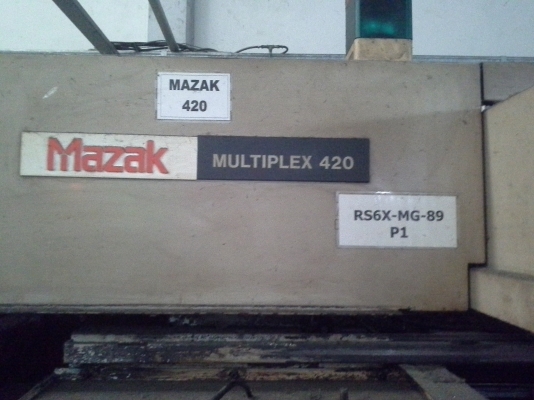 MAZAK
420
Mazak MULTIPLEX 420
RS6X-MG-89
P1